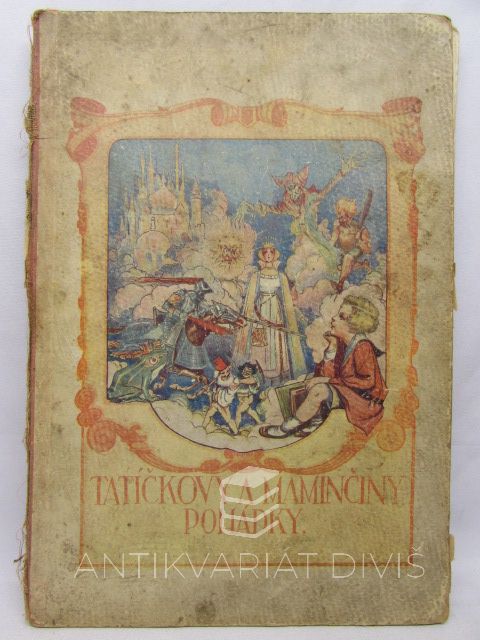 TATÍČKOVY A MAMINČINY
POHÁDKY.
ANTIKVARIÁT DIVIŠ